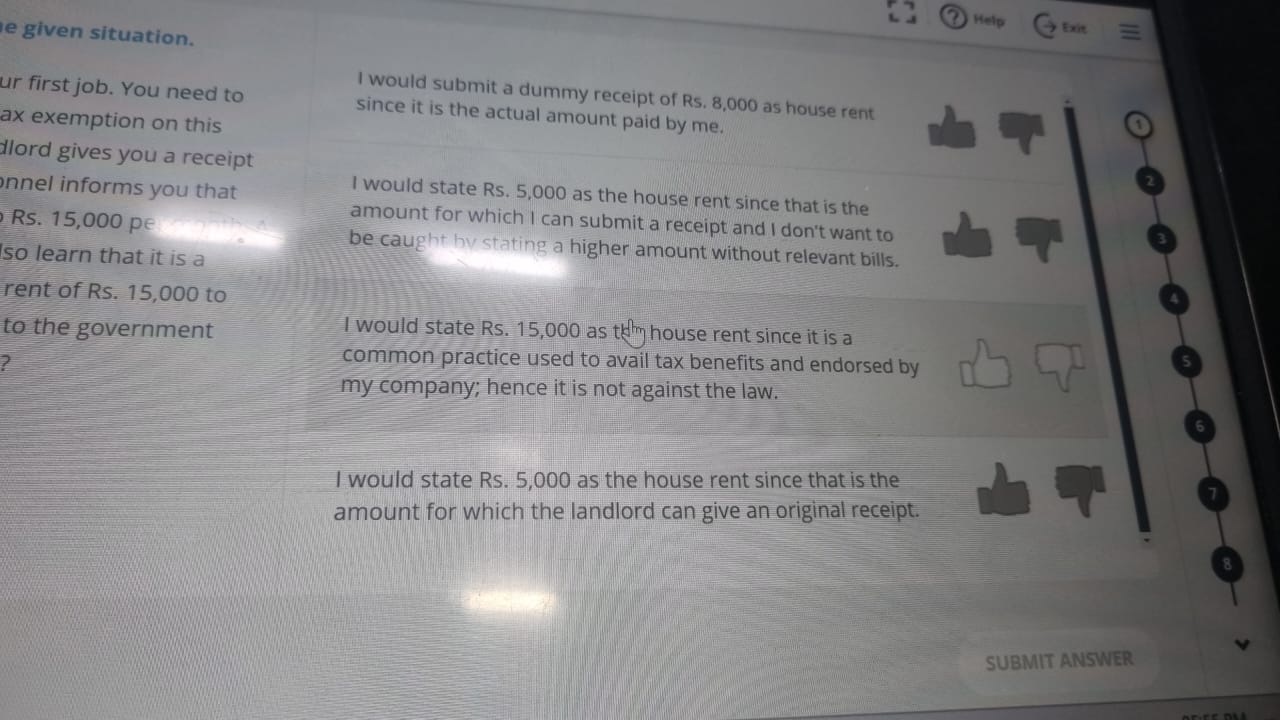 Help
Exit
e given situation.
ur first job. You need to
ax exemption on this
dlord gives you a receipt
onnel informs you that
Rs. 15,000 pe
lso learn that it is a
rent of Rs. 15,000 to
to the government
?
I would submit a dummy receipt of Rs. 8,000 as house rent
since it is the actual amount paid by me.
I would state Rs. 5,000 as the house rent since that is the
amount for which I can submit a receipt and I don't want to
be caught by stating a higher amount without relevant bills.
I would state Rs. 15,000 as the house rent since it is a
common practice used to avail tax benefits and endorsed by
my company; hence it is not against the law.
I would state Rs. 5,000 as the house rent since that is the
amount for which the landlord can give an original receipt.
1
2
3
4
5
6
7
8
SUBMIT ANSWER